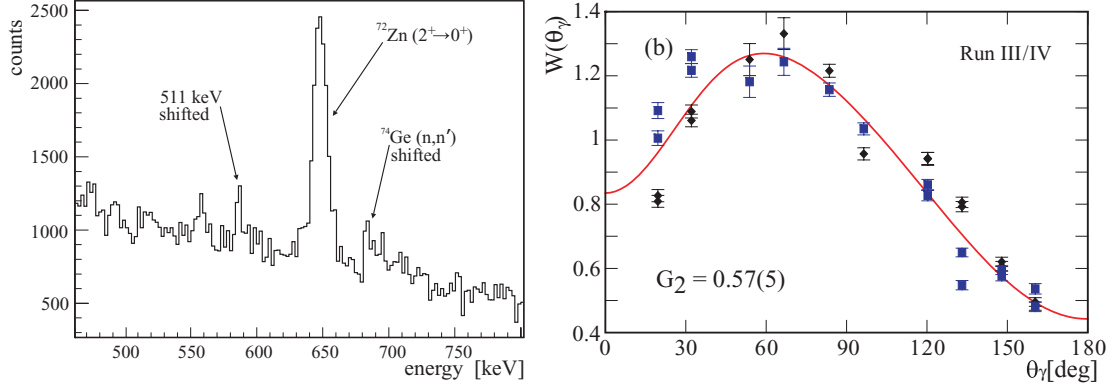 counts
2500
2000
1500
1000
500
⁷²Zn (2⁺→0⁺)
511 keV
shifted
⁷⁴Ge (n,n′)
shifted
500 550 600 650 700 750
energy [keV]
W(θγ)
1.4
1.2
1
0.8
0.6
0.4
(b)
Run III/IV
G₂ = 0.57(5)
0 30 60 90 120 150 180
θγ[deg]